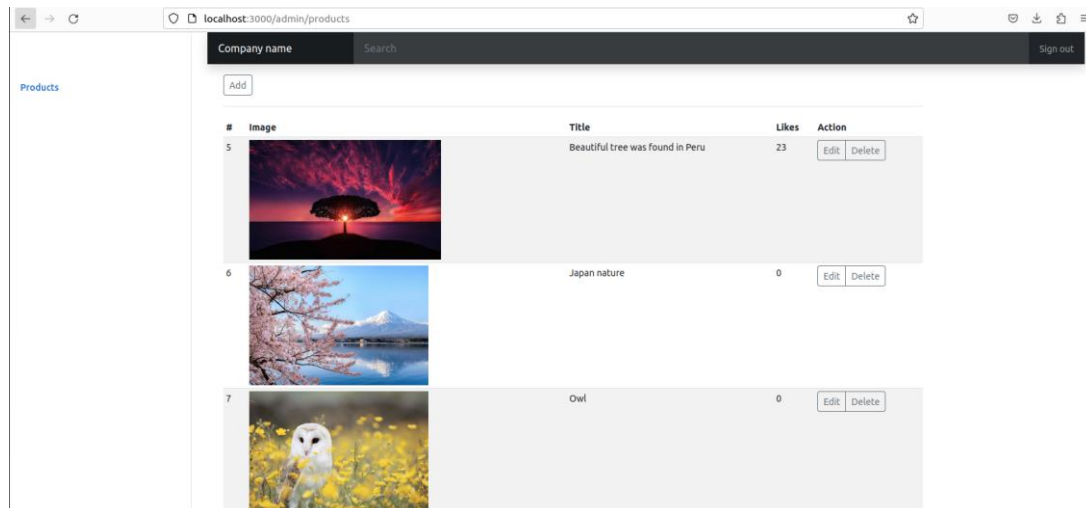 localhost:3000/admin/products
Company name Search Sign out
Products
Add
# Image Title Likes Action
5 Beautiful tree was found in Peru 23 Edit Delete
6 Japan nature 0 Edit Delete
7 Owl 0 Edit Delete